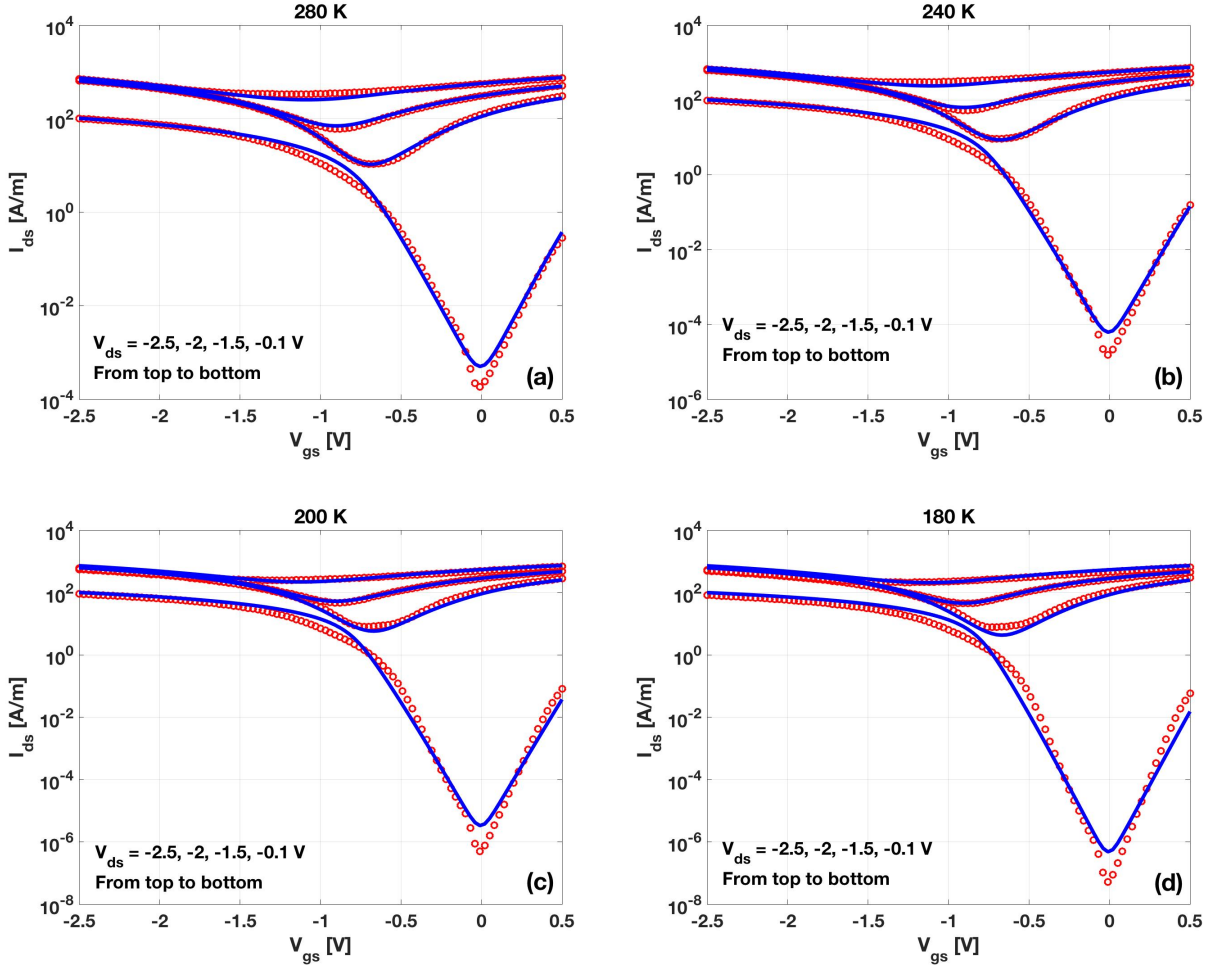 280 K
10^4
10^2
10^0
10^-2
10^-4
I_ds [A/m]
V_ds = -2.5, -2, -1.5, -0.1 V
From top to bottom
(a)
-2.5 -2 -1.5 -1 -0.5 0 0.5
V_gs [V]
240 K
10^4
10^2
10^0
10^-2
10^-4
10^-6
I_ds [A/m]
V_ds = -2.5, -2, -1.5, -0.1 V
From top to bottom
(b)
-2.5 -2 -1.5 -1 -0.5 0 0.5
V_gs [V]
200 K
10^4
10^2
10^0
10^-2
10^-4
10^-6
10^-8
I_ds [A/m]
V_ds = -2.5, -2, -1.5, -0.1 V
From top to bottom
(c)
-2.5 -2 -1.5 -1 -0.5 0 0.5
V_gs [V]
180 K
10^4
10^2
10^0
10^-2
10^-4
10^-6
10^-8
I_ds [A/m]
V_ds = -2.5, -2, -1.5, -0.1 V
From top to bottom
(d)
-2.5 -2 -1.5 -1 -0.5 0 0.5
V_gs [V]